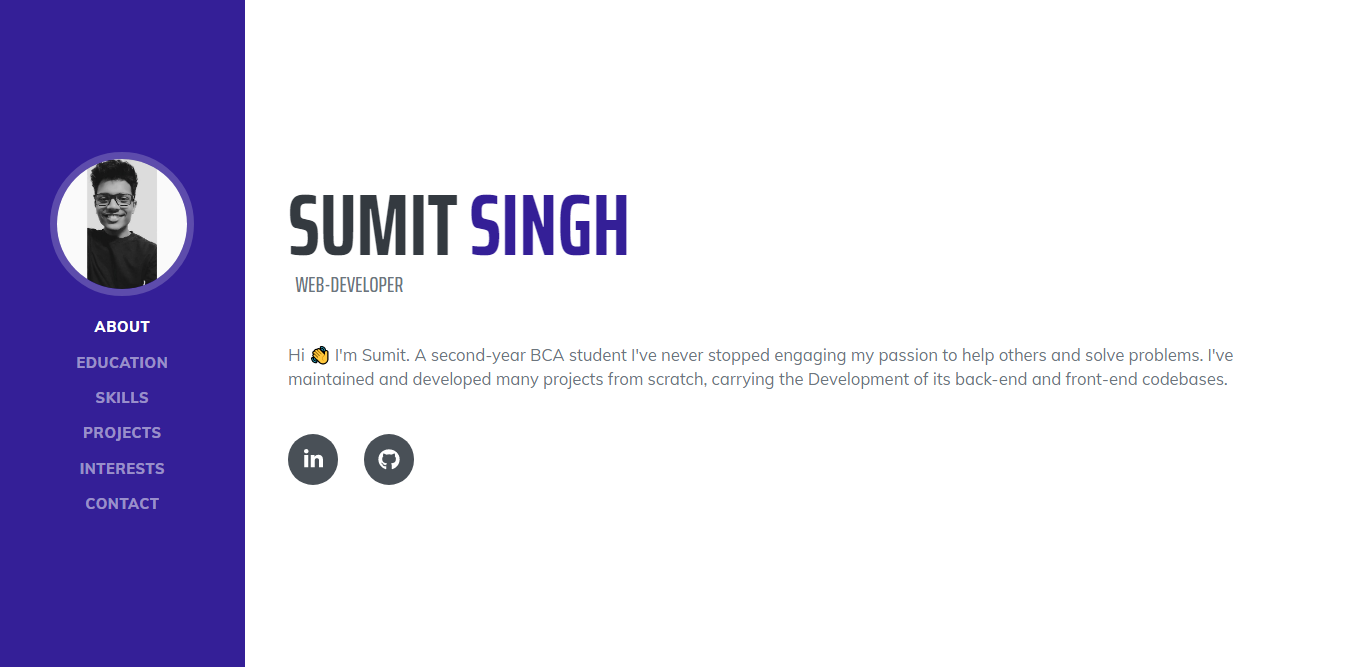 ABOUT
EDUCATION
SKILLS
PROJECTS
INTERESTS
CONTACT
SUMIT SINGH
WEB-DEVELOPER
Hi 👏 I'm Sumit. A second-year BCA student I've never stopped engaging my passion to help others and solve problems. I've
maintained and developed many projects from scratch, carrying the Development of its back-end and front-end codebases.
in